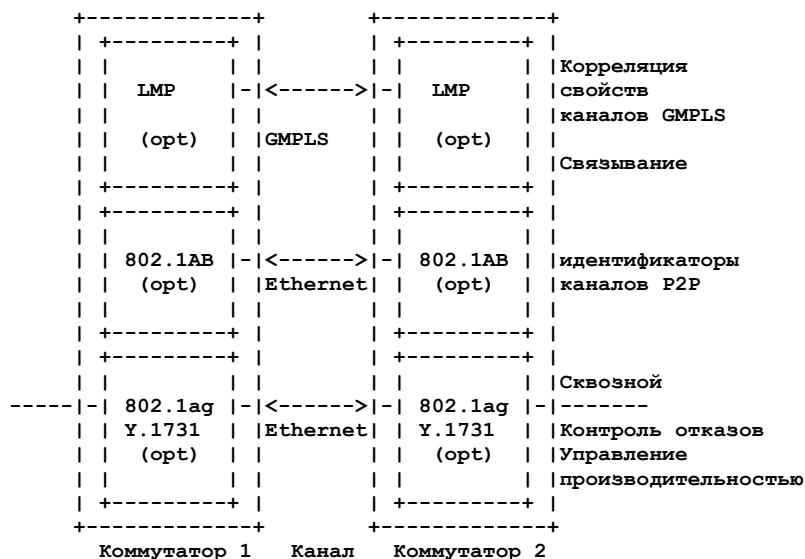 +-------------+         +-------------+
| +---------+ |         | +---------+ |
| |         | |         | |         | |Корреляция
| |  LMP    |-|<------>|-|  LMP    | |свойств
| |         | |         | |         | |каналов GMPLS
| |  (opt)  | |GMPLS    | |  (opt)  | |
| |         | |         | |         | |Связывание
| +---------+ |         | +---------+ |
| +---------+ |         | +---------+ |
| |         | |         | |         | |
| | 802.1AB |-|<------>|-| 802.1AB | |идентификаторы
| |  (opt)  | |Ethernet| |  (opt)  | |каналов P2P
| |         | |         | |         | |
| +---------+ |         | +---------+ |
| +---------+ |         | +---------+ |
| |         | |         | |         | |Сквозной
-----|-| 802.1ag |-|<------>|-| 802.1ag |-|-------
| | Y.1731  | |Ethernet| | Y.1731  | |Контроль отказов
| |  (opt)  | |         | |  (opt)  | |Управление
| |         | |         | |         | |производительностью
| +---------+ |         | +---------+ |
+-------------+         +-------------+
Коммутатор 1   Канал   Коммутатор 2